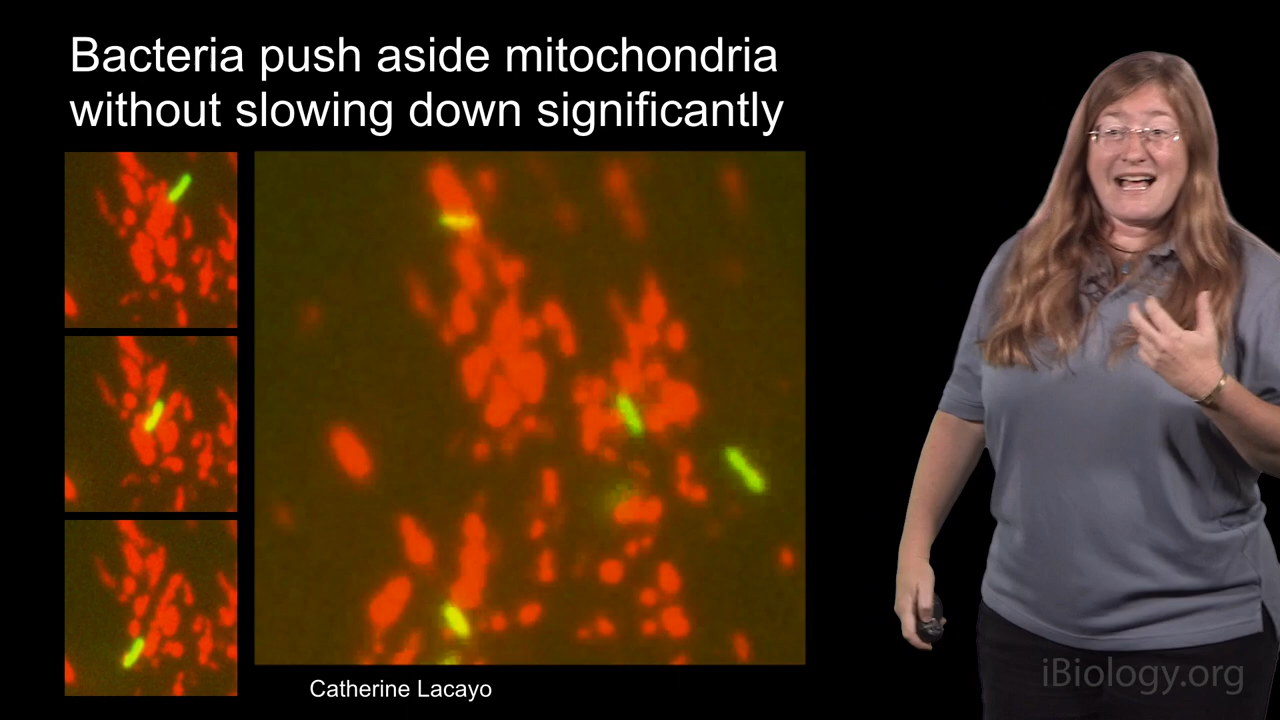 Bacteria push aside mitochondria
without slowing down significantly
Catherine Lacayo
iBiology.org